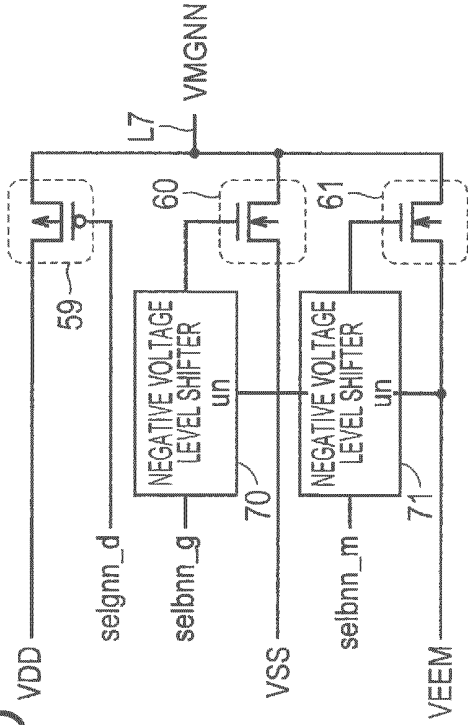 VDD
59
selgnn_d
L7
VMGNN
selbnn_g
NEGATIVE VOLTAGE
LEVEL SHIFTER
un
70
60
VSS
selbnn_m
NEGATIVE VOLTAGE
LEVEL SHIFTER
un
71
61
VEEM